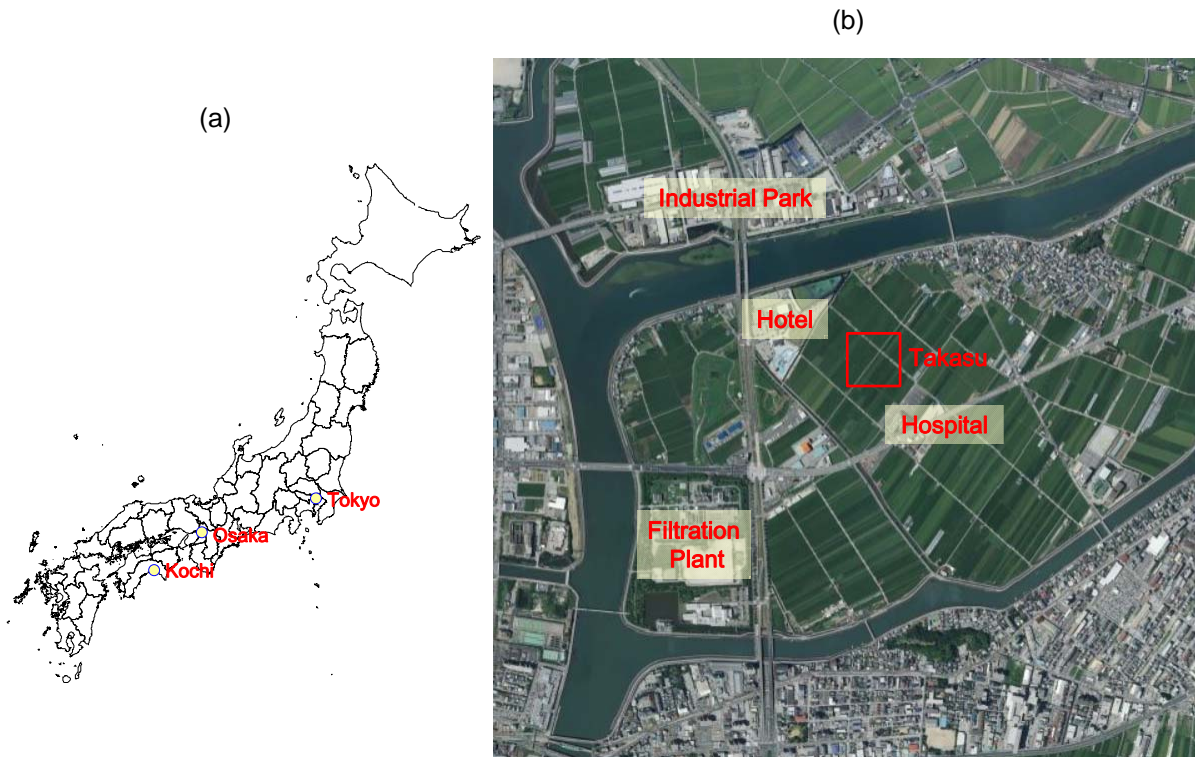 (a)
Tokyo
Osaka
Kochi
(b)
Industrial Park
Hotel
Takasu
Hospital
Filtration
Plant